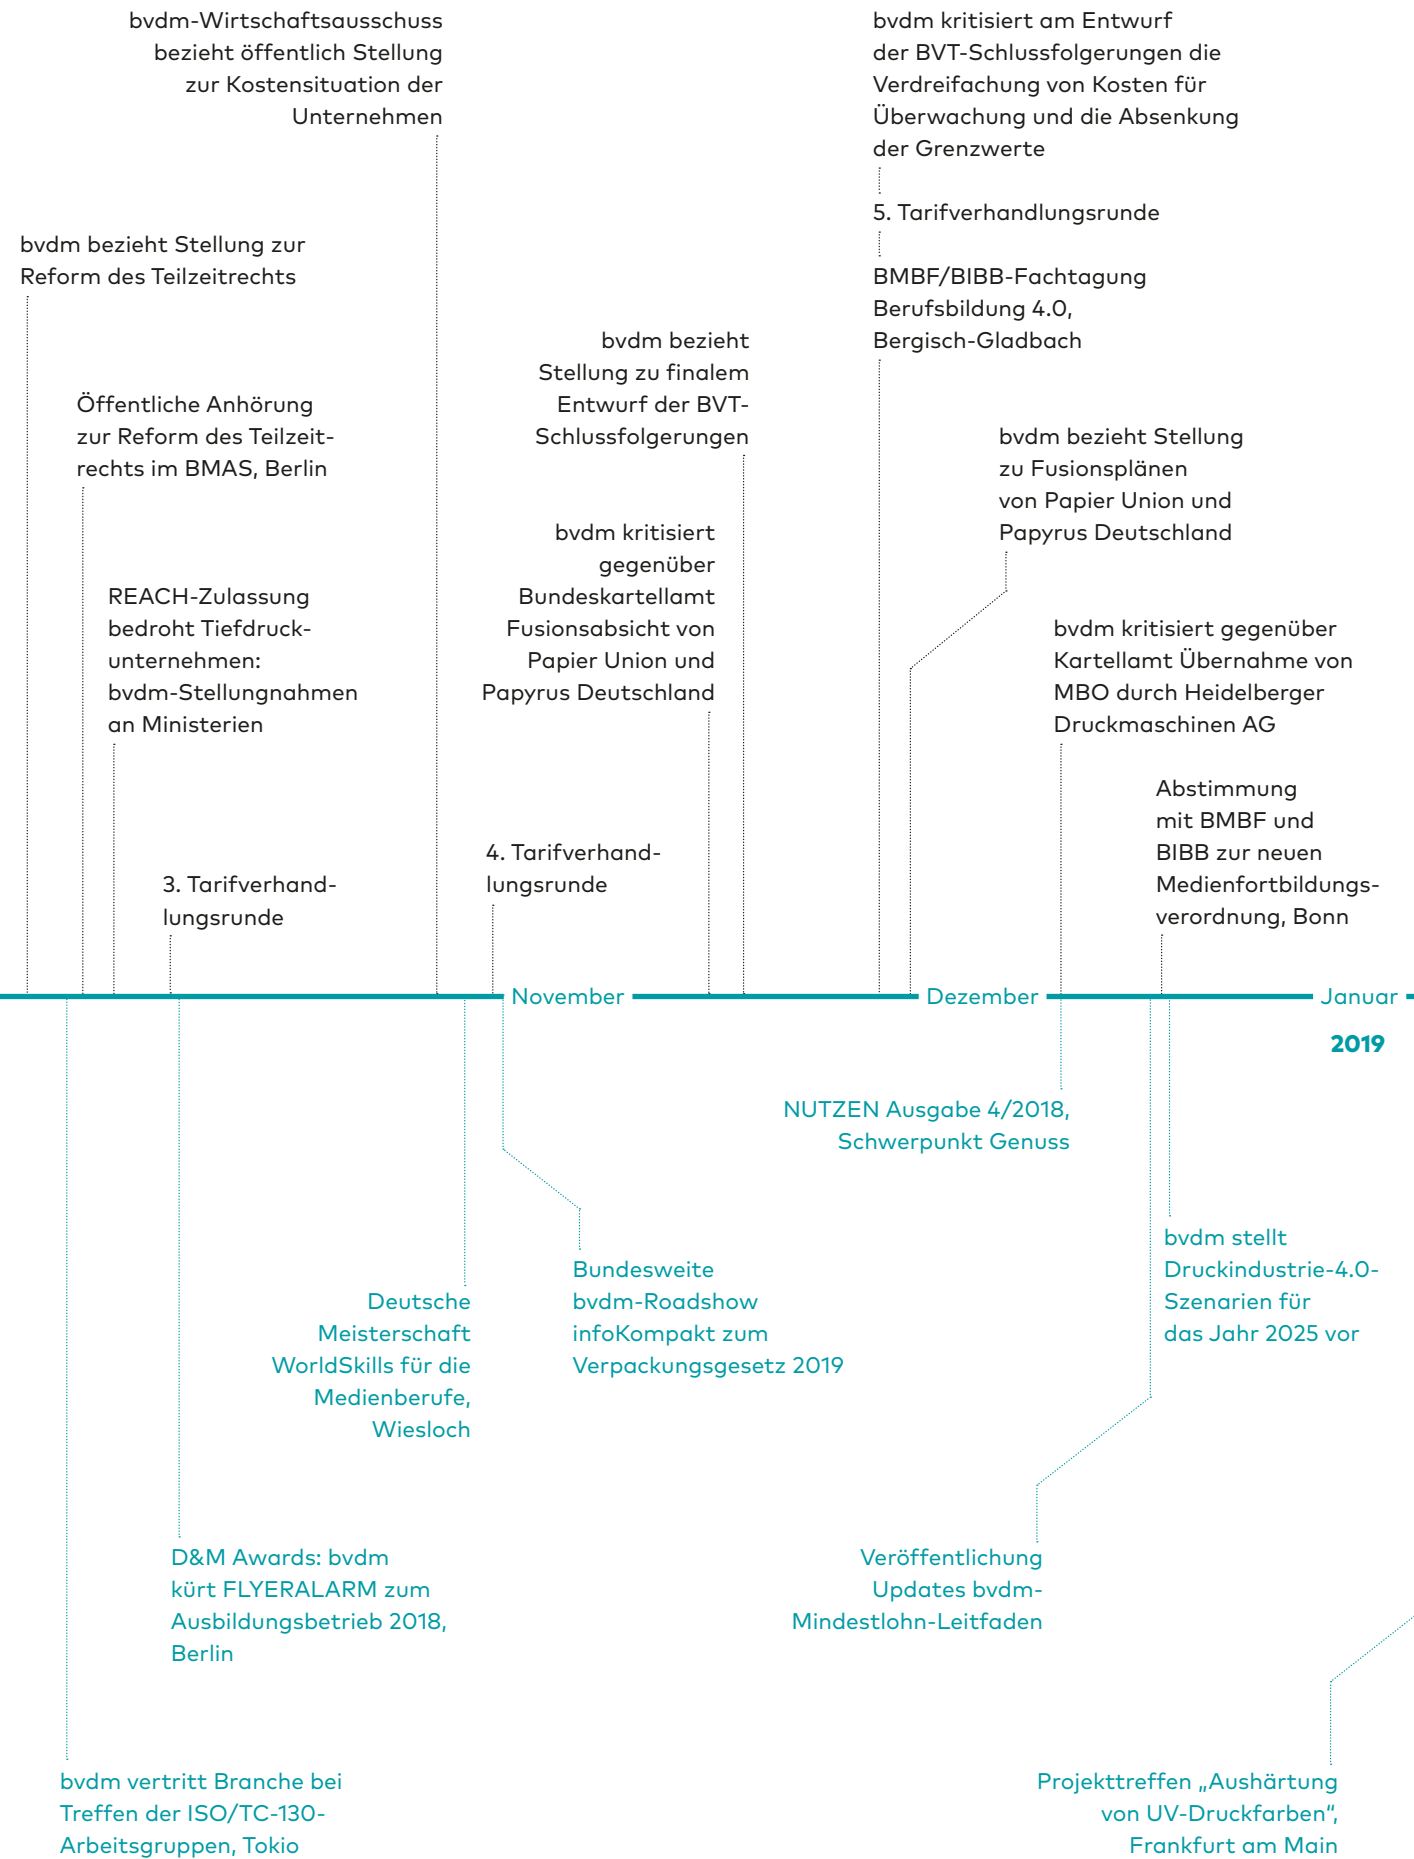 bvdm-Wirtschaftsausschuss
bezieht öffentlich Stellung
zur Kostensituation der
Unternehmen
bvdm kritisiert am Entwurf
der BVT-Schlussfolgerungen die
Verdreifachung von Kosten für
Überwachung und die Absenkung
der Grenzwerte
5. Tarifverhandlungsrunde
BMBF/BIBB-Fachtagung
Berufsbildung 4.0,
Bergisch-Gladbach
bvdm bezieht Stellung zur
Reform des Teilzeitrechts
bvdm bezieht
Stellung zu finalem
Entwurf der BVT-
Schlussfolgerungen
Öffentliche Anhörung
zur Reform des Teilzeit-
rechts im BMAS, Berlin
bvdm bezieht Stellung
zu Fusionsplänen
von Papier Union und
Papyrus Deutschland
bvdm kritisiert
gegenüber
Bundeskartellamt
Fusionsabsicht von
Papier Union und
Papyrus Deutschland
REACH-Zulassung
bedroht Tiefdruck-
unternehmen:
bvdm-Stellungnahmen
an Ministerien
bvdm kritisiert gegenüber
Kartellamt Übernahme von
MBO durch Heidelberger
Druckmaschinen AG
Abstimmung
mit BMBF und
BIBB zur neuen
Medienfortbildungs-
verordnung, Bonn
4. Tarifverhand-
lungsrunde
3. Tarifverhand-
lungsrunde
November
Dezember
Januar
2019
NUTZEN Ausgabe 4/2018,
Schwerpunkt Genuss
bvdm stellt
Druckindustrie-4.0-
Szenarien für
das Jahr 2025 vor
Bundesweite
bvdm-Roadshow
infoKompakt zum
Verpackungsgesetz 2019
Deutsche
Meisterschaft
WorldSkills für die
Medienberufe,
Wiesloch
D&M Awards: bvdm
kürt FLYERALARM zum
Ausbildungsbetrieb 2018,
Berlin
Veröffentlichung
Updates bvdm-
Mindestlohn-Leitfaden
bvdm vertritt Branche bei
Treffen der ISO/TC-130-
Arbeitsgruppen, Tokio
Projekttreffen „Aushärtung
von UV-Druckfarben“,
Frankfurt am Main